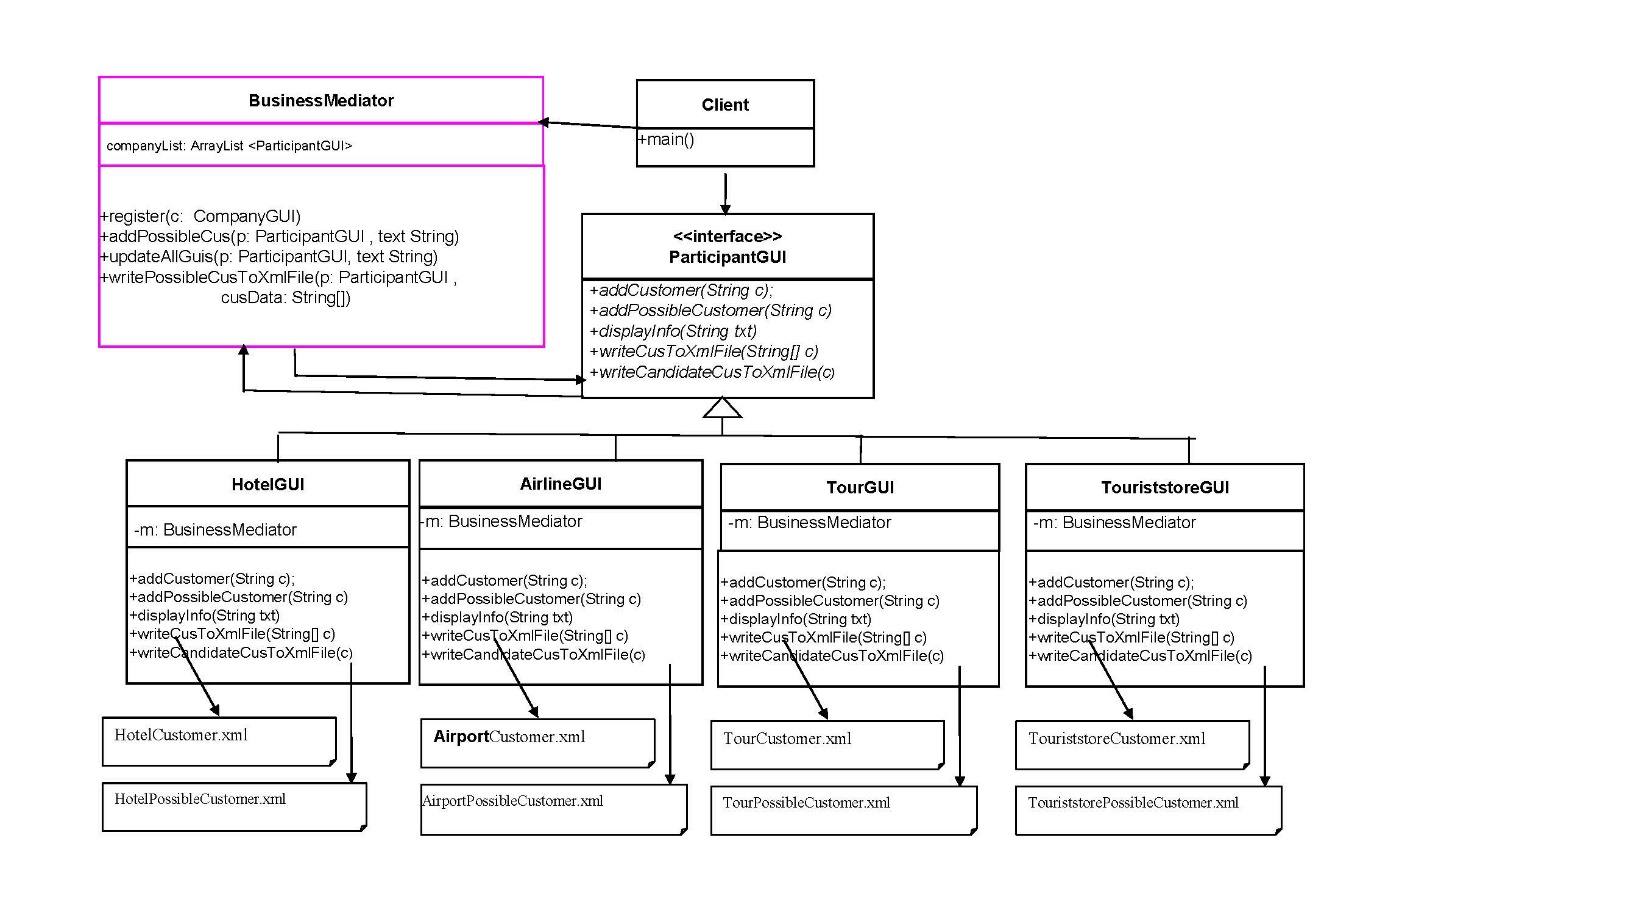 BusinessMediator
companyList: ArrayList <ParticipantGUI>
+register(c:  CompanyGUI)
+addPossibleCus(p: ParticipantGUI , text String)
+updateAllGuis(p: ParticipantGUI, text String)
+writePossibleCusToXmlFile(p: ParticipantGUI ,
cusData: String[])
Client
+main()
<<interface>>
ParticipantGUI
+addCustomer(String c);
+addPossibleCustomer(String c)
+displayInfo(String txt)
+writeCusToXmlFile(String[] c)
+writeCandidateCusToXmlFile(c)
HotelGUI
-m: BusinessMediator
+addCustomer(String c);
+addPossibleCustomer(String c)
+displayInfo(String txt)
+writeCusToXmlFile(String[] c)
+writeCandidateCusToXmlFile(c)
AirlineGUI
-m: BusinessMediator
+addCustomer(String c);
+addPossibleCustomer(String c)
+displayInfo(String txt)
+writeCusToXmlFile(String[] c)
+writeCandidateCusToXmlFile(c)
TourGUI
-m: BusinessMediator
+addCustomer(String c);
+addPossibleCustomer(String c)
+displayInfo(String txt)
+writeCusToXmlFile(String[] c)
+writeCandidateCusToXmlFile(c)
TouriststoreGUI
-m: BusinessMediator
+addCustomer(String c);
+addPossibleCustomer(String c)
+displayInfo(String txt)
+writeCusToXmlFile(String[] c)
+writeCandidateCusToXmlFile(c)
HotelCustomer.xml
AirportCustomer.xml
TourCustomer.xml
TouriststoreCustomer.xml
HotelPossibleCustomer.xml
AirportPossibleCustomer.xml
TourPossibleCustomer.xml
TouriststorePossibleCustomer.xml